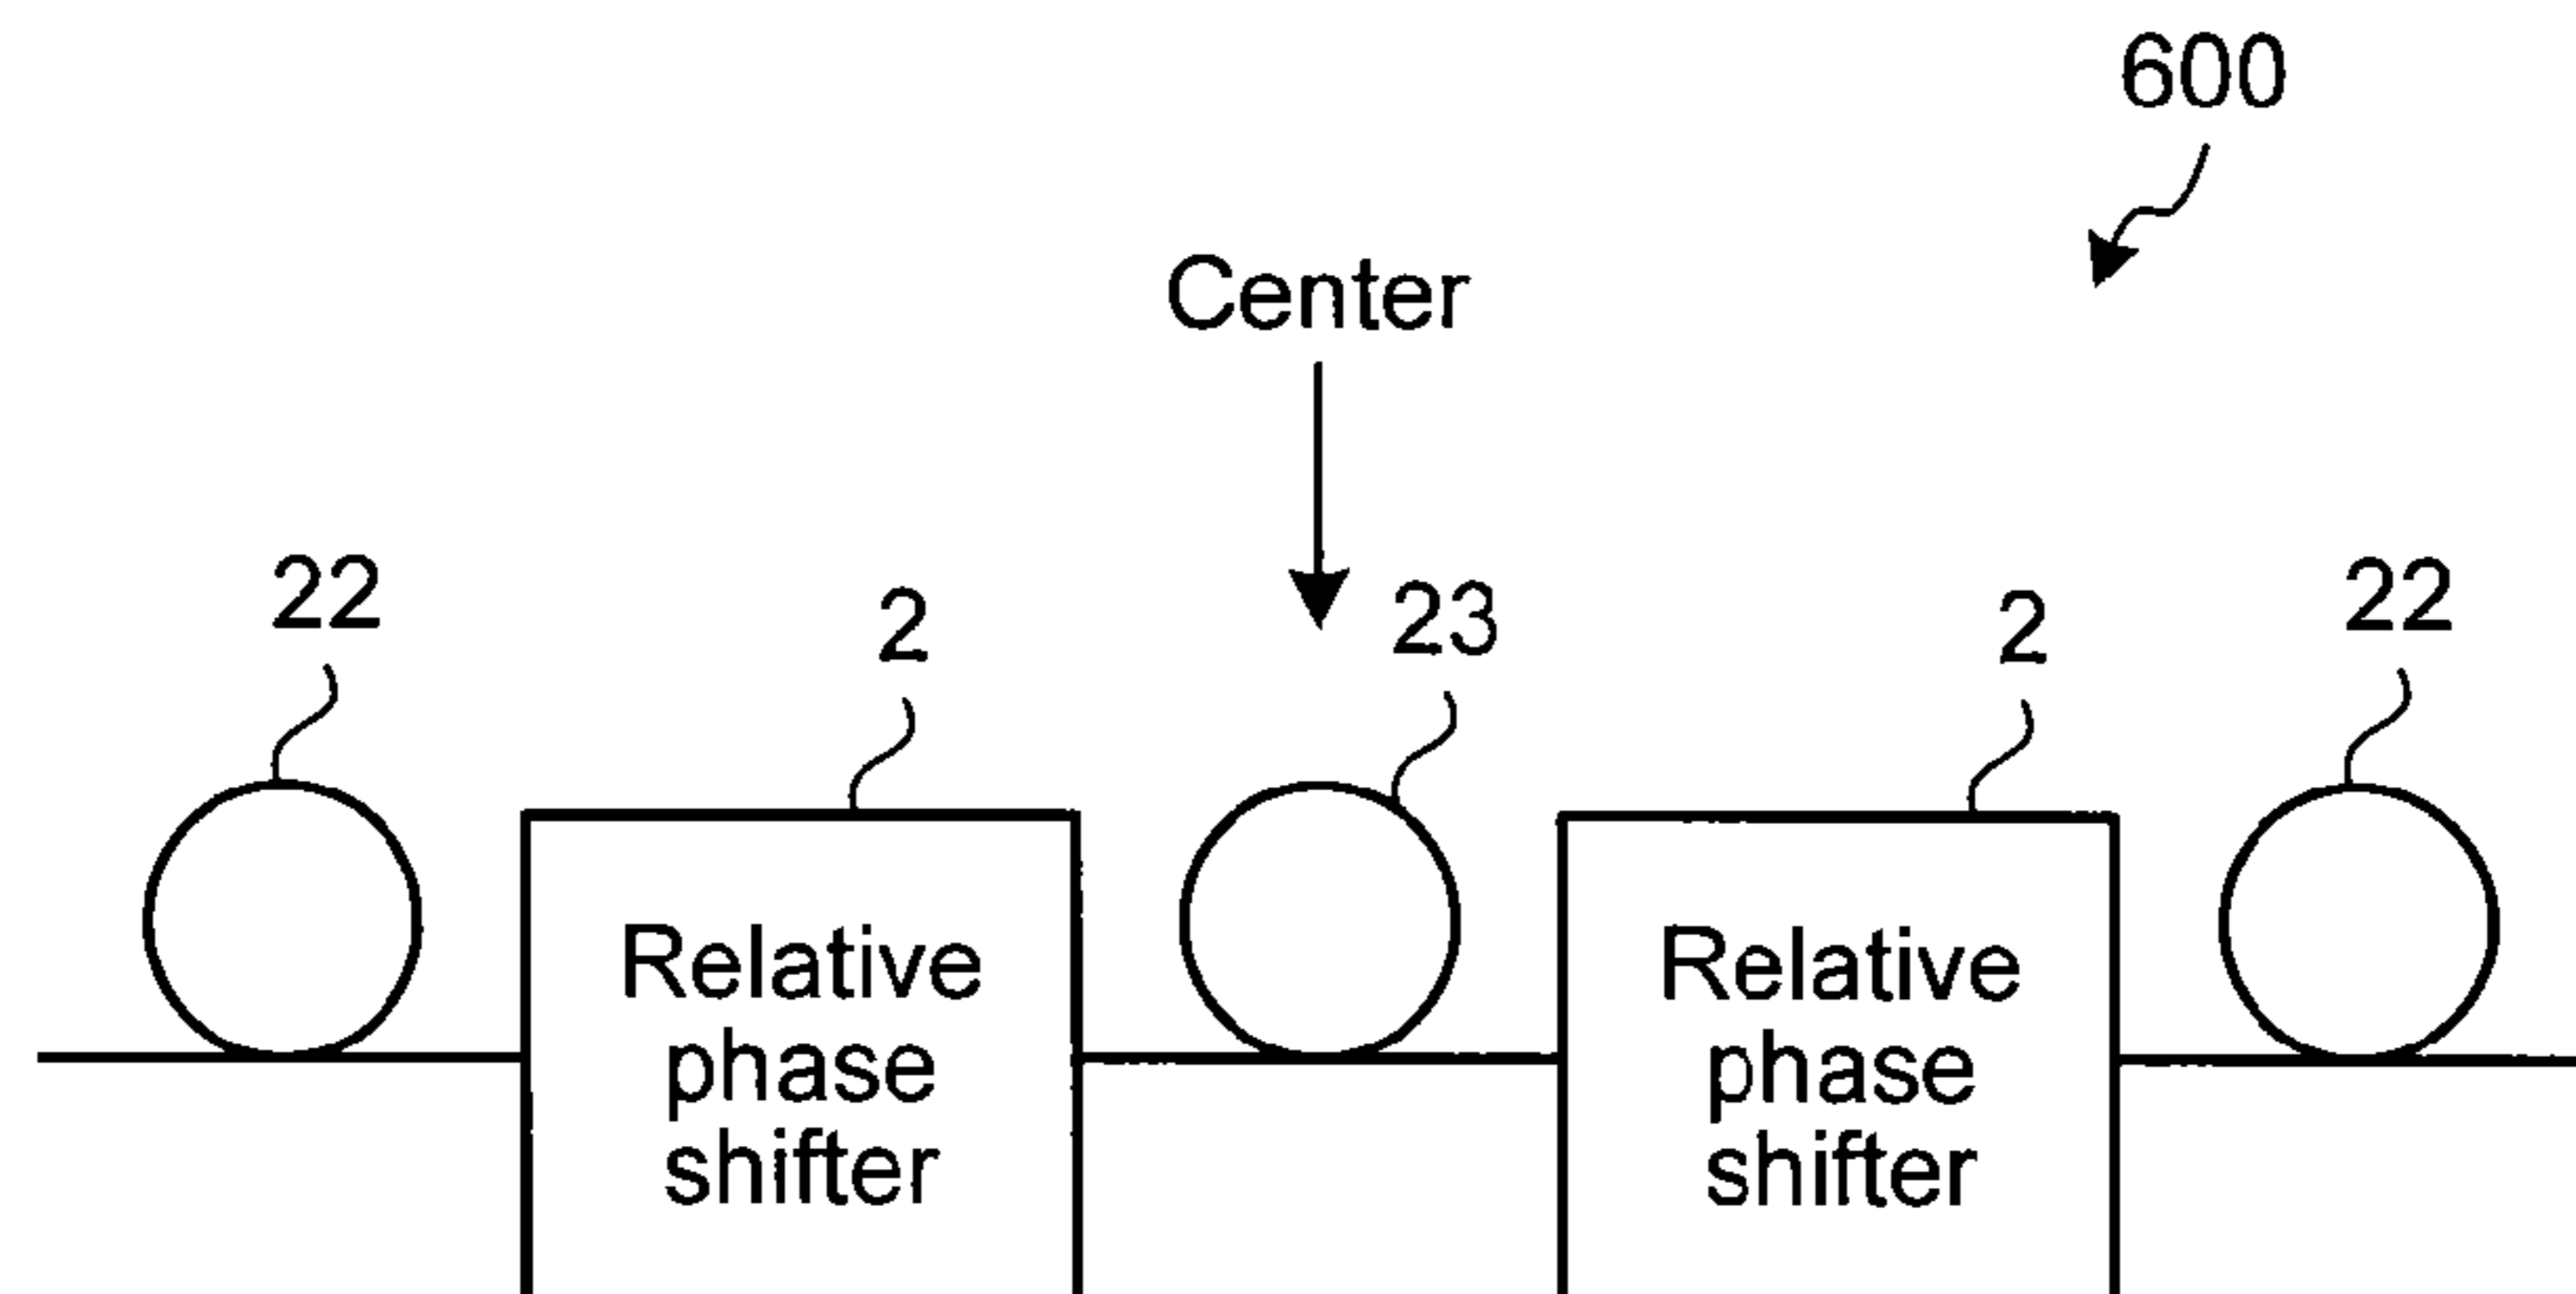 600
Center
22
2
23
2
22
Relative
phase
shifter
Relative
phase
shifter